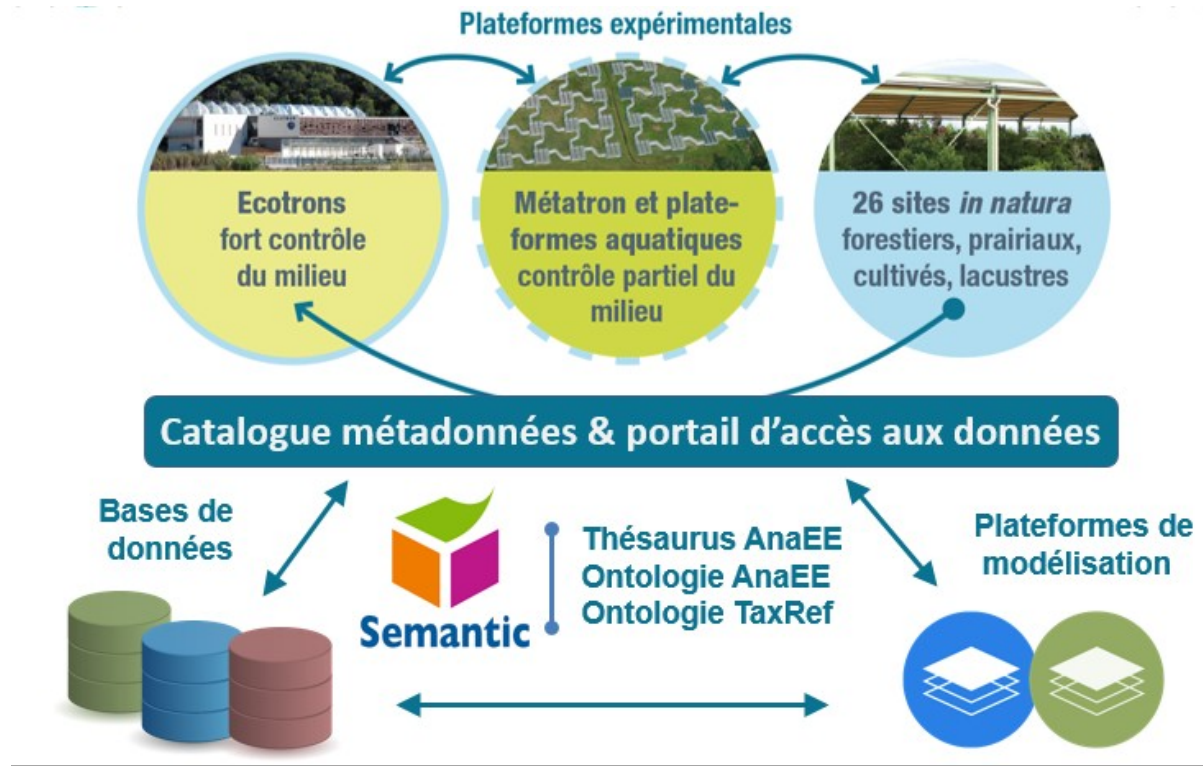 Plateformes expérimentales
Ecotrons
fort contrôle
du milieu
Métatron et plate-
formes aquatiques
contrôle partiel du
milieu
26 sites in natura
forestiers, prairiaux,
cultivés, lacustres
Catalogue métadonnées & portail d’accès aux données
Bases de
données
Semantic
Thésaurus AnaEE
Ontologie AnaEE
Ontologie TaxRef
Plateformes de
modélisation